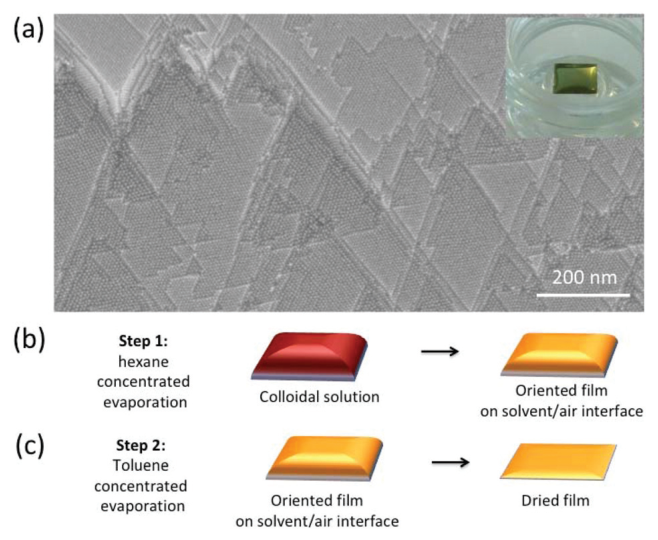 (a)
200 nm
(b)
Step 1:
hexane
concentrated
evaporation
Colloidal solution
Oriented film
on solvent/air interface
(c)
Step 2:
Toluene
concentrated
evaporation
Oriented film
on solvent/air interface
Dried film